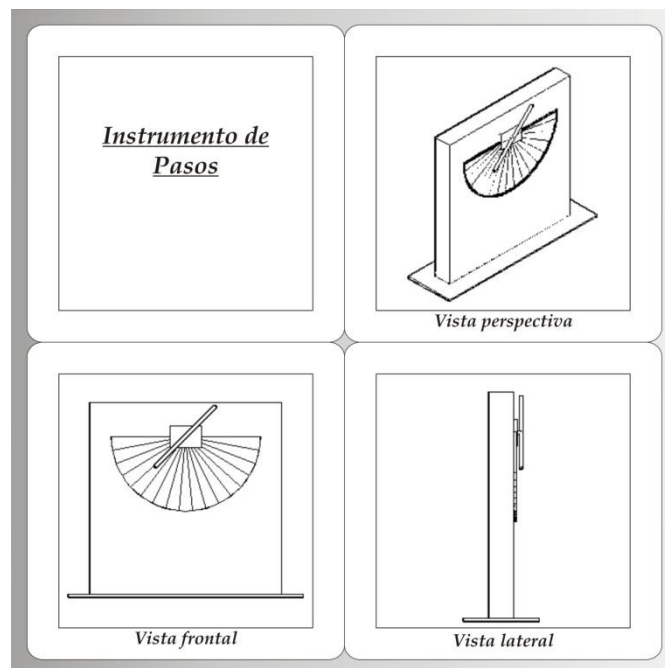 Instrumento de
Pasos
Vista perspectiva
Vista frontal
Vista lateral